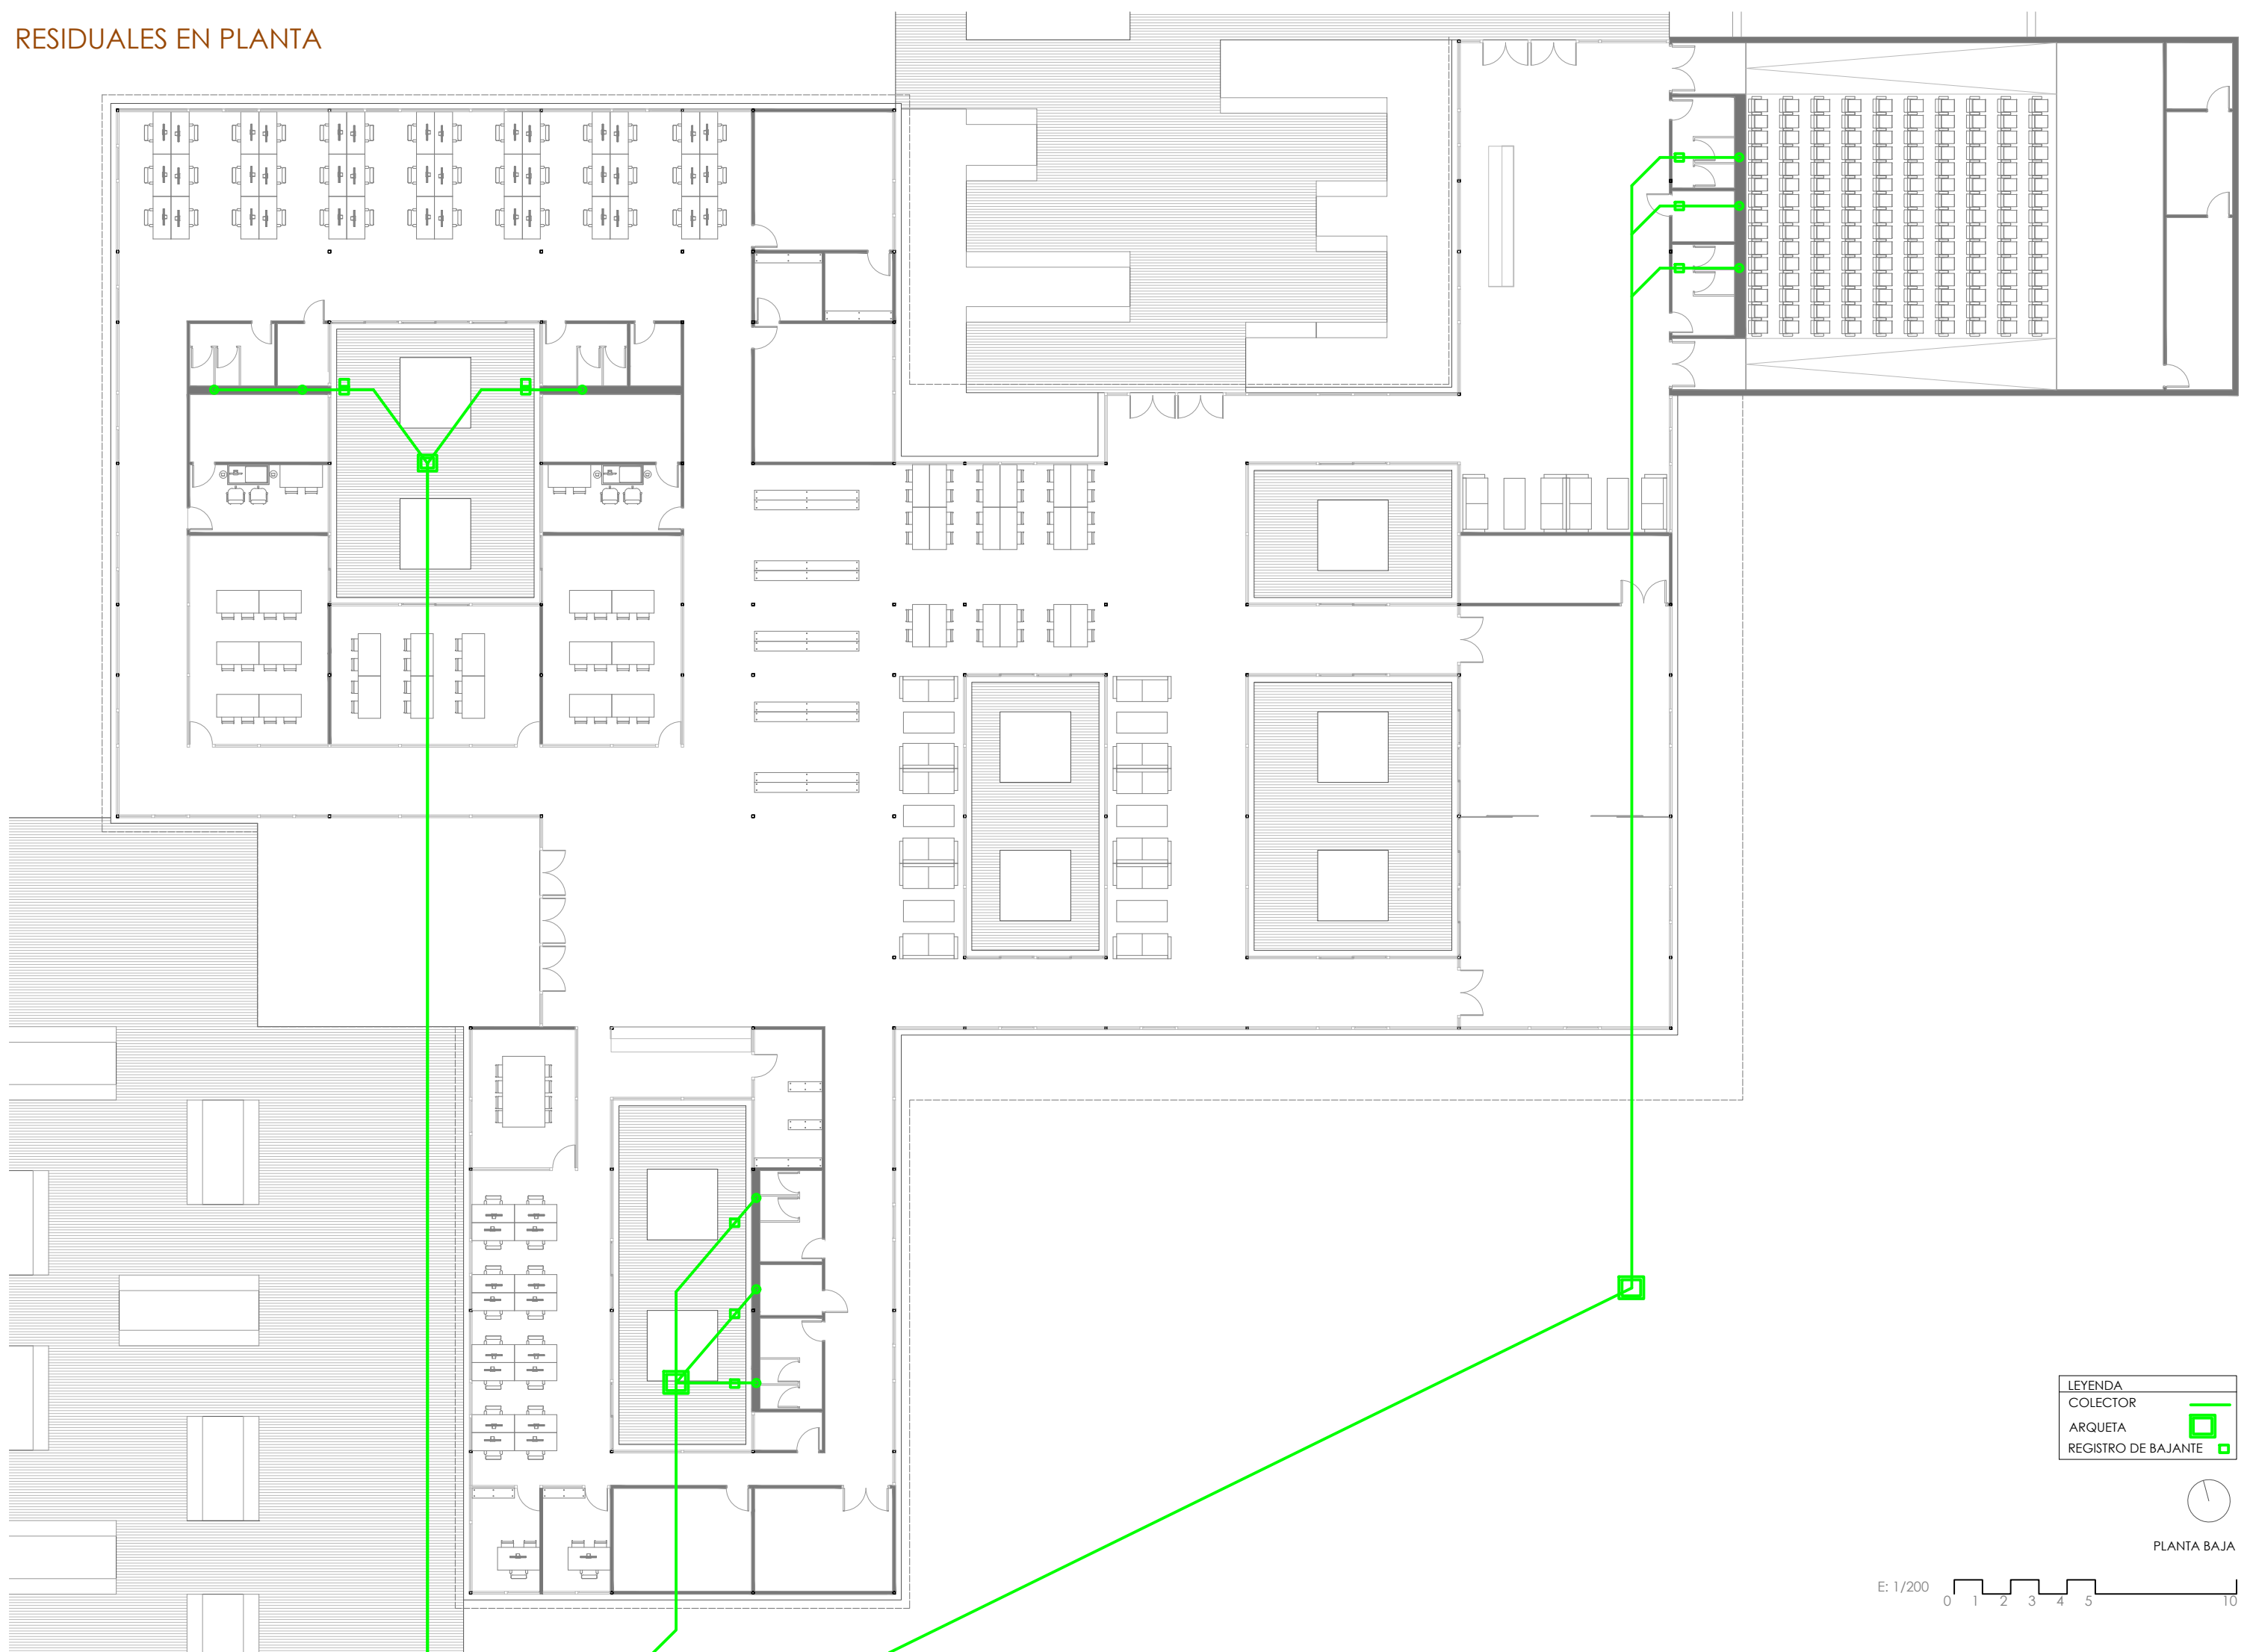 RESIDUALES EN PLANTA
LEYENDA
COLECTOR
ARQUETA
REGISTRO DE BAJANTE
PLANTA BAJA
E: 1/200
0 1 2 3 4 5 10